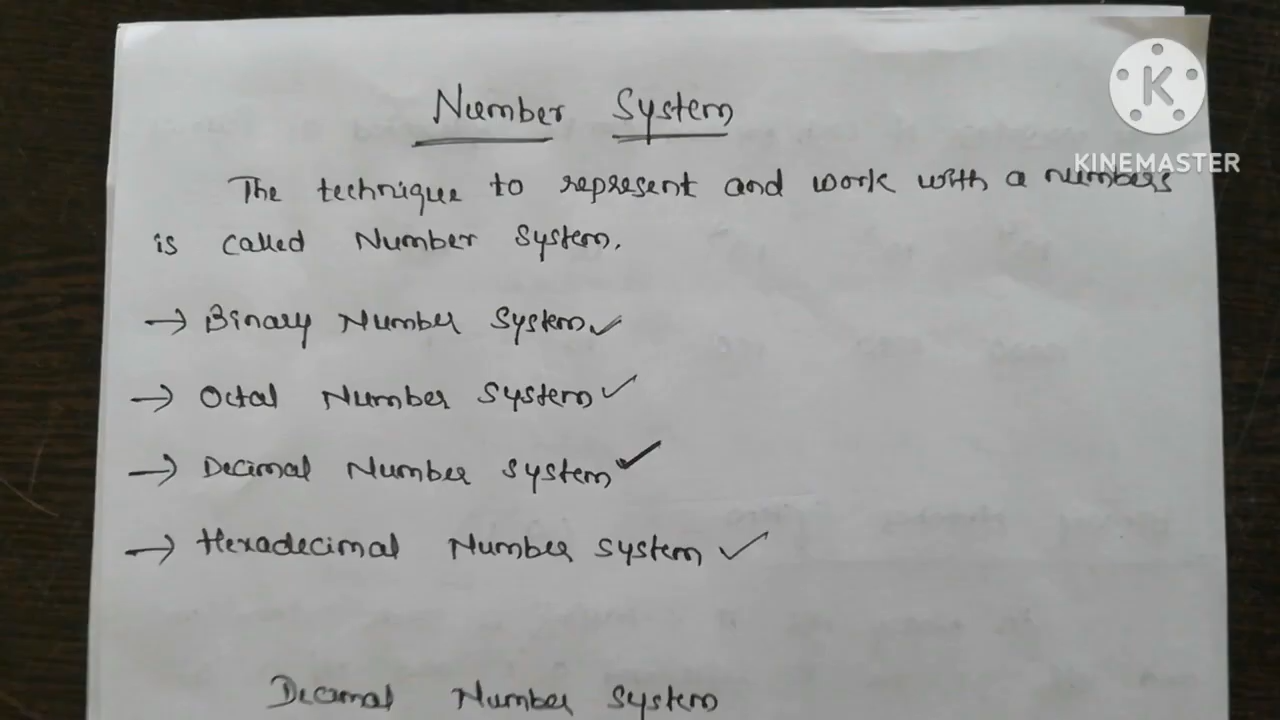 Number System
KINEMASTER
The technique to represent and work with a numbers
is called Number System.
→ Binary Number System ✓
→ Octal Number System ✓
→ Decimal Number System ✓
→ Hexadecimal Number System ✓
Decimal Number System